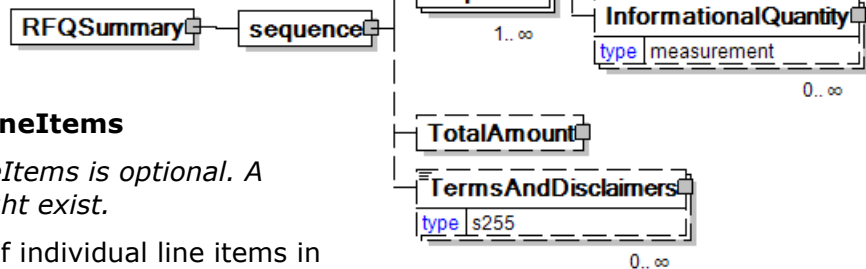 InformationalQuantity
RFQSummary
sequence
1.. ∞
type measurement
0.. ∞
neItems
TotalAmount
eItems is optional. A
TermsAndDisclaimers
ht exist.
type s255
f individual line items in
0.. ∞